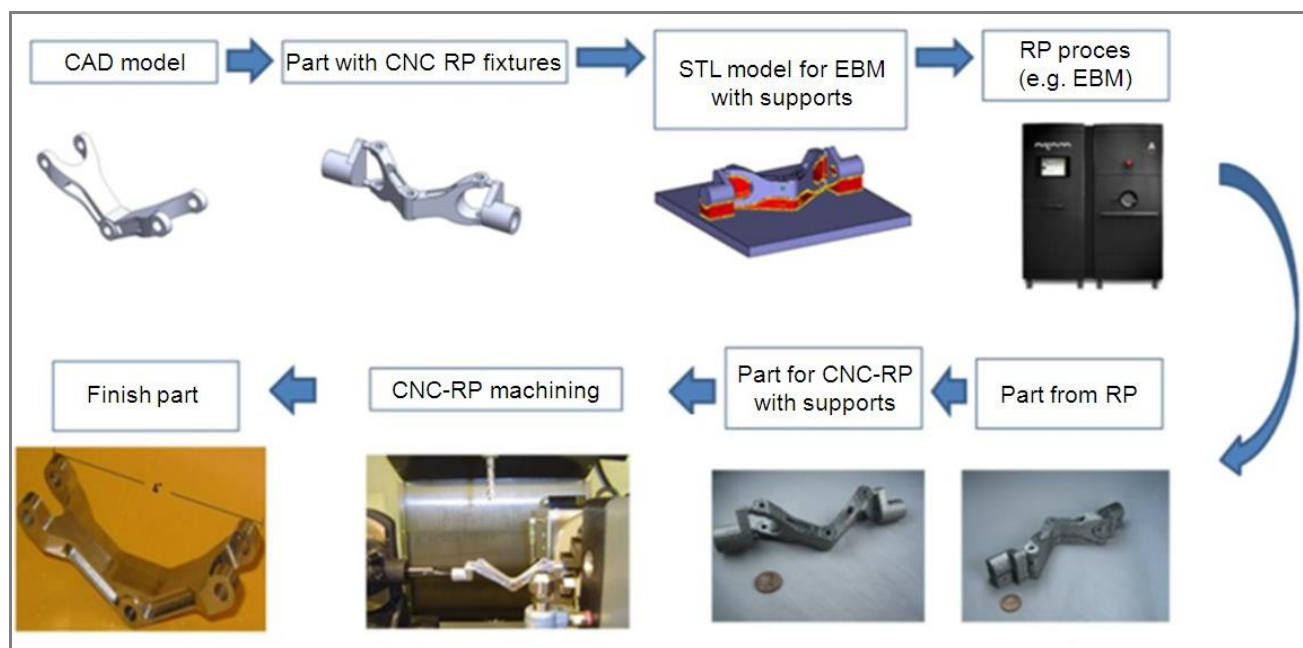 CAD model
Part with CNC RP fixtures
STL model for EBM
with supports
RP proces
(e.g. EBM)
Finish part
CNC-RP machining
Part for CNC-RP
with supports
Part from RP